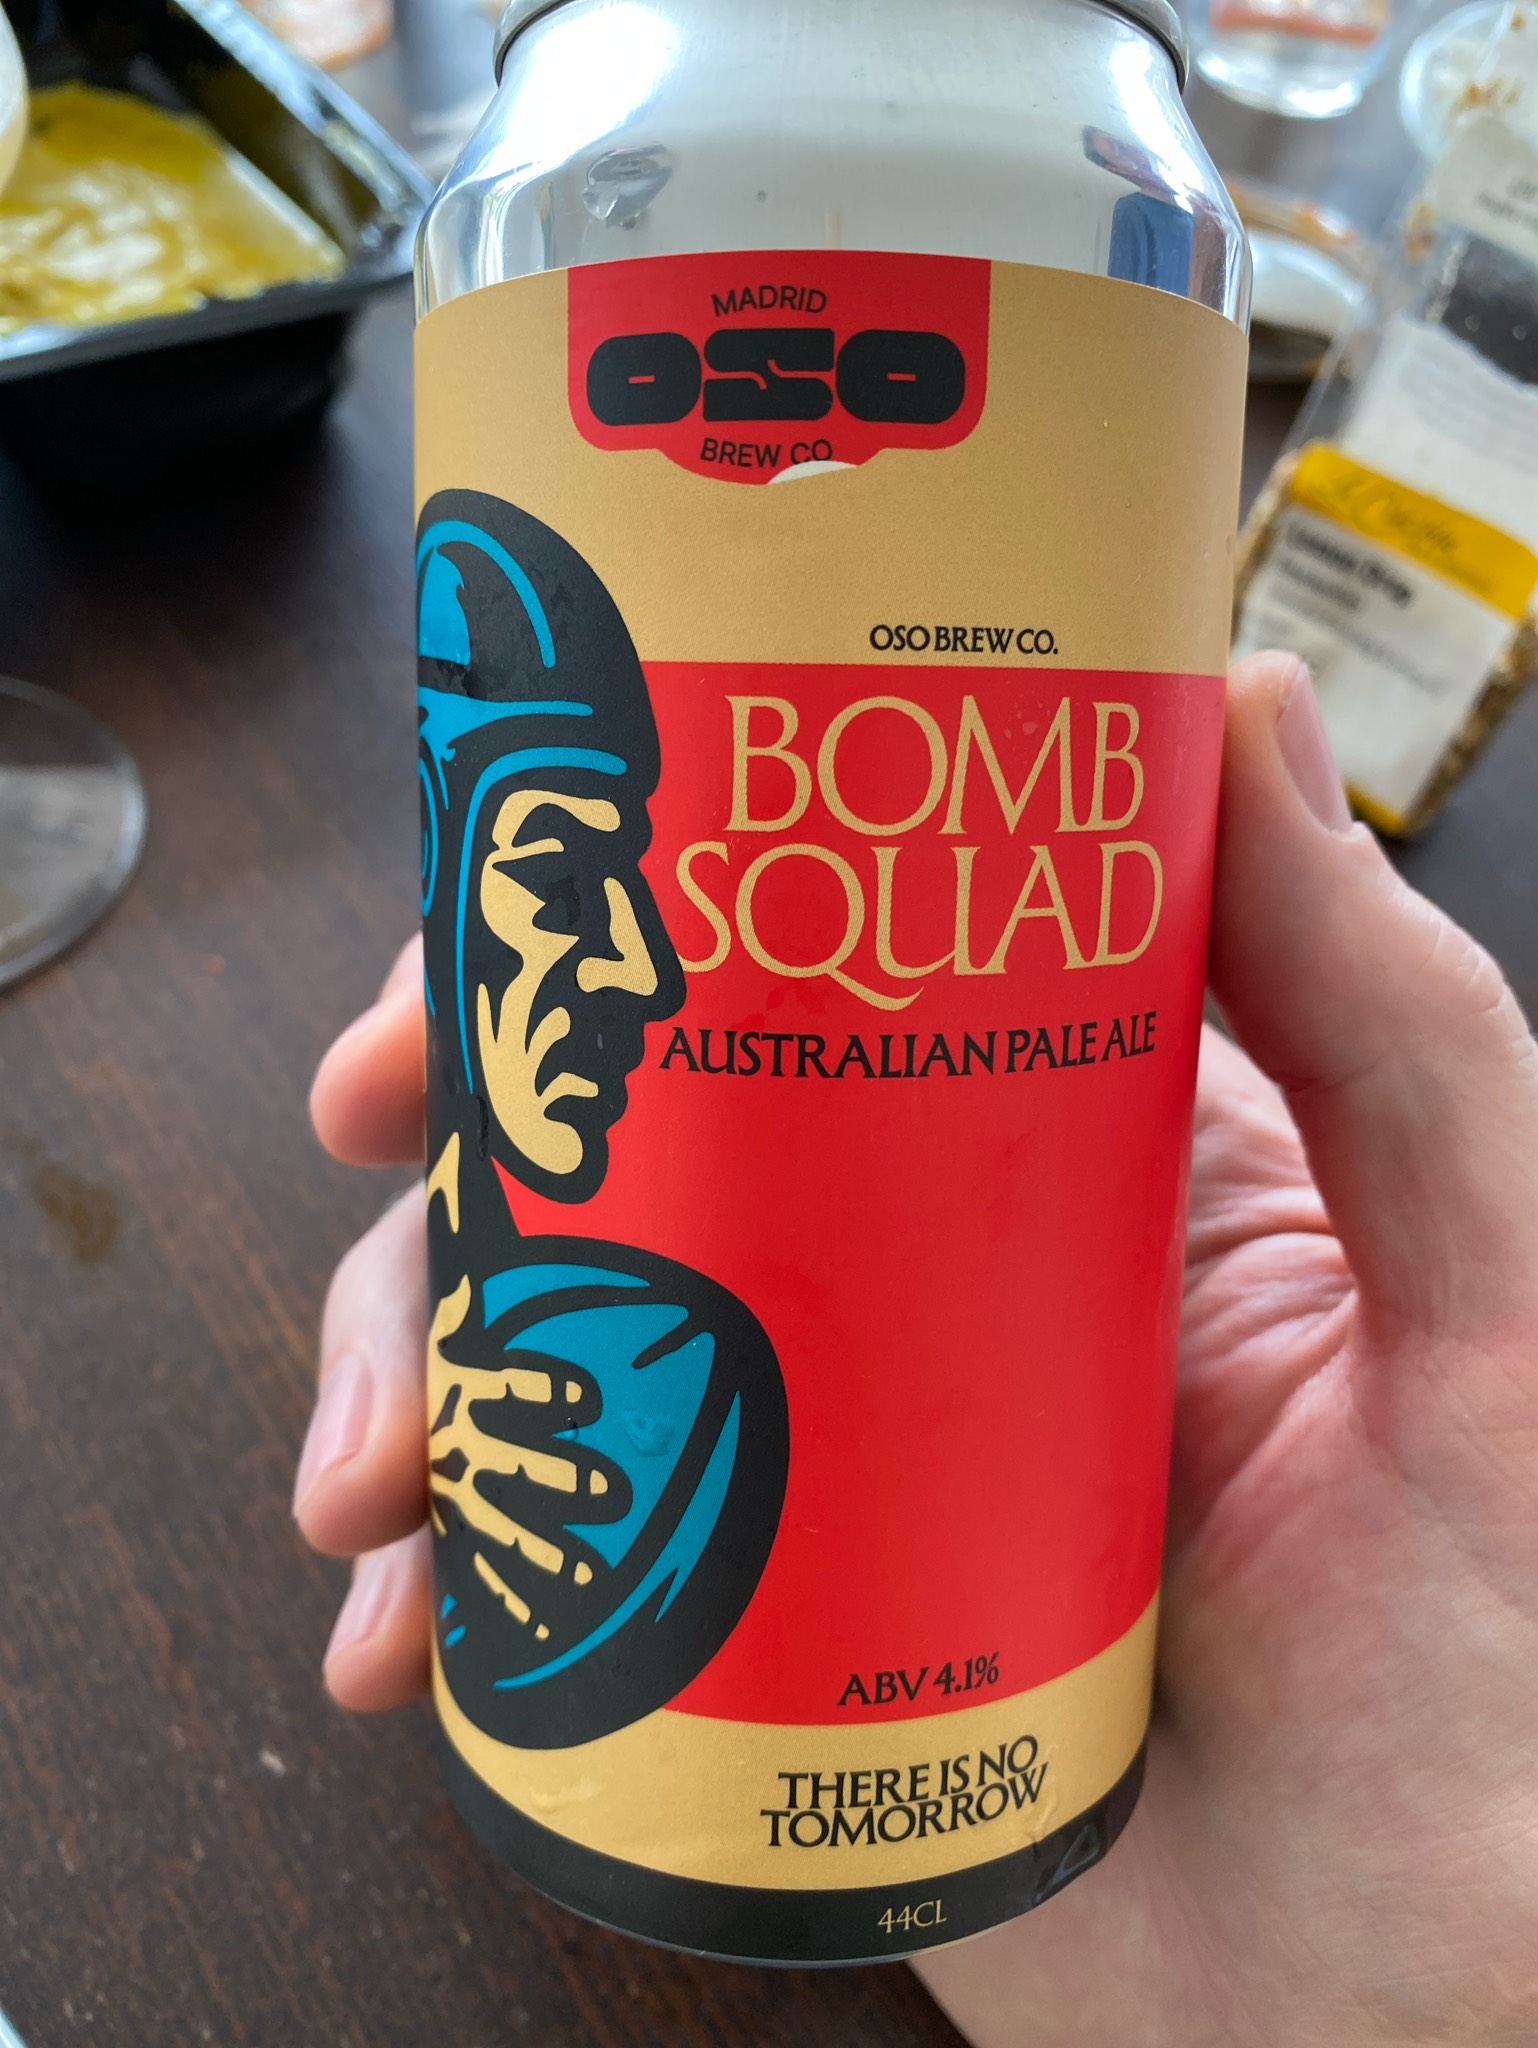 MADRID
OSO
BREW CO
OSO BREW CO.
BOMB
SQUAD
AUSTRALIAN PALE ALE
ABV 4.1%
THERE IS NO
TOMORROW
44CL